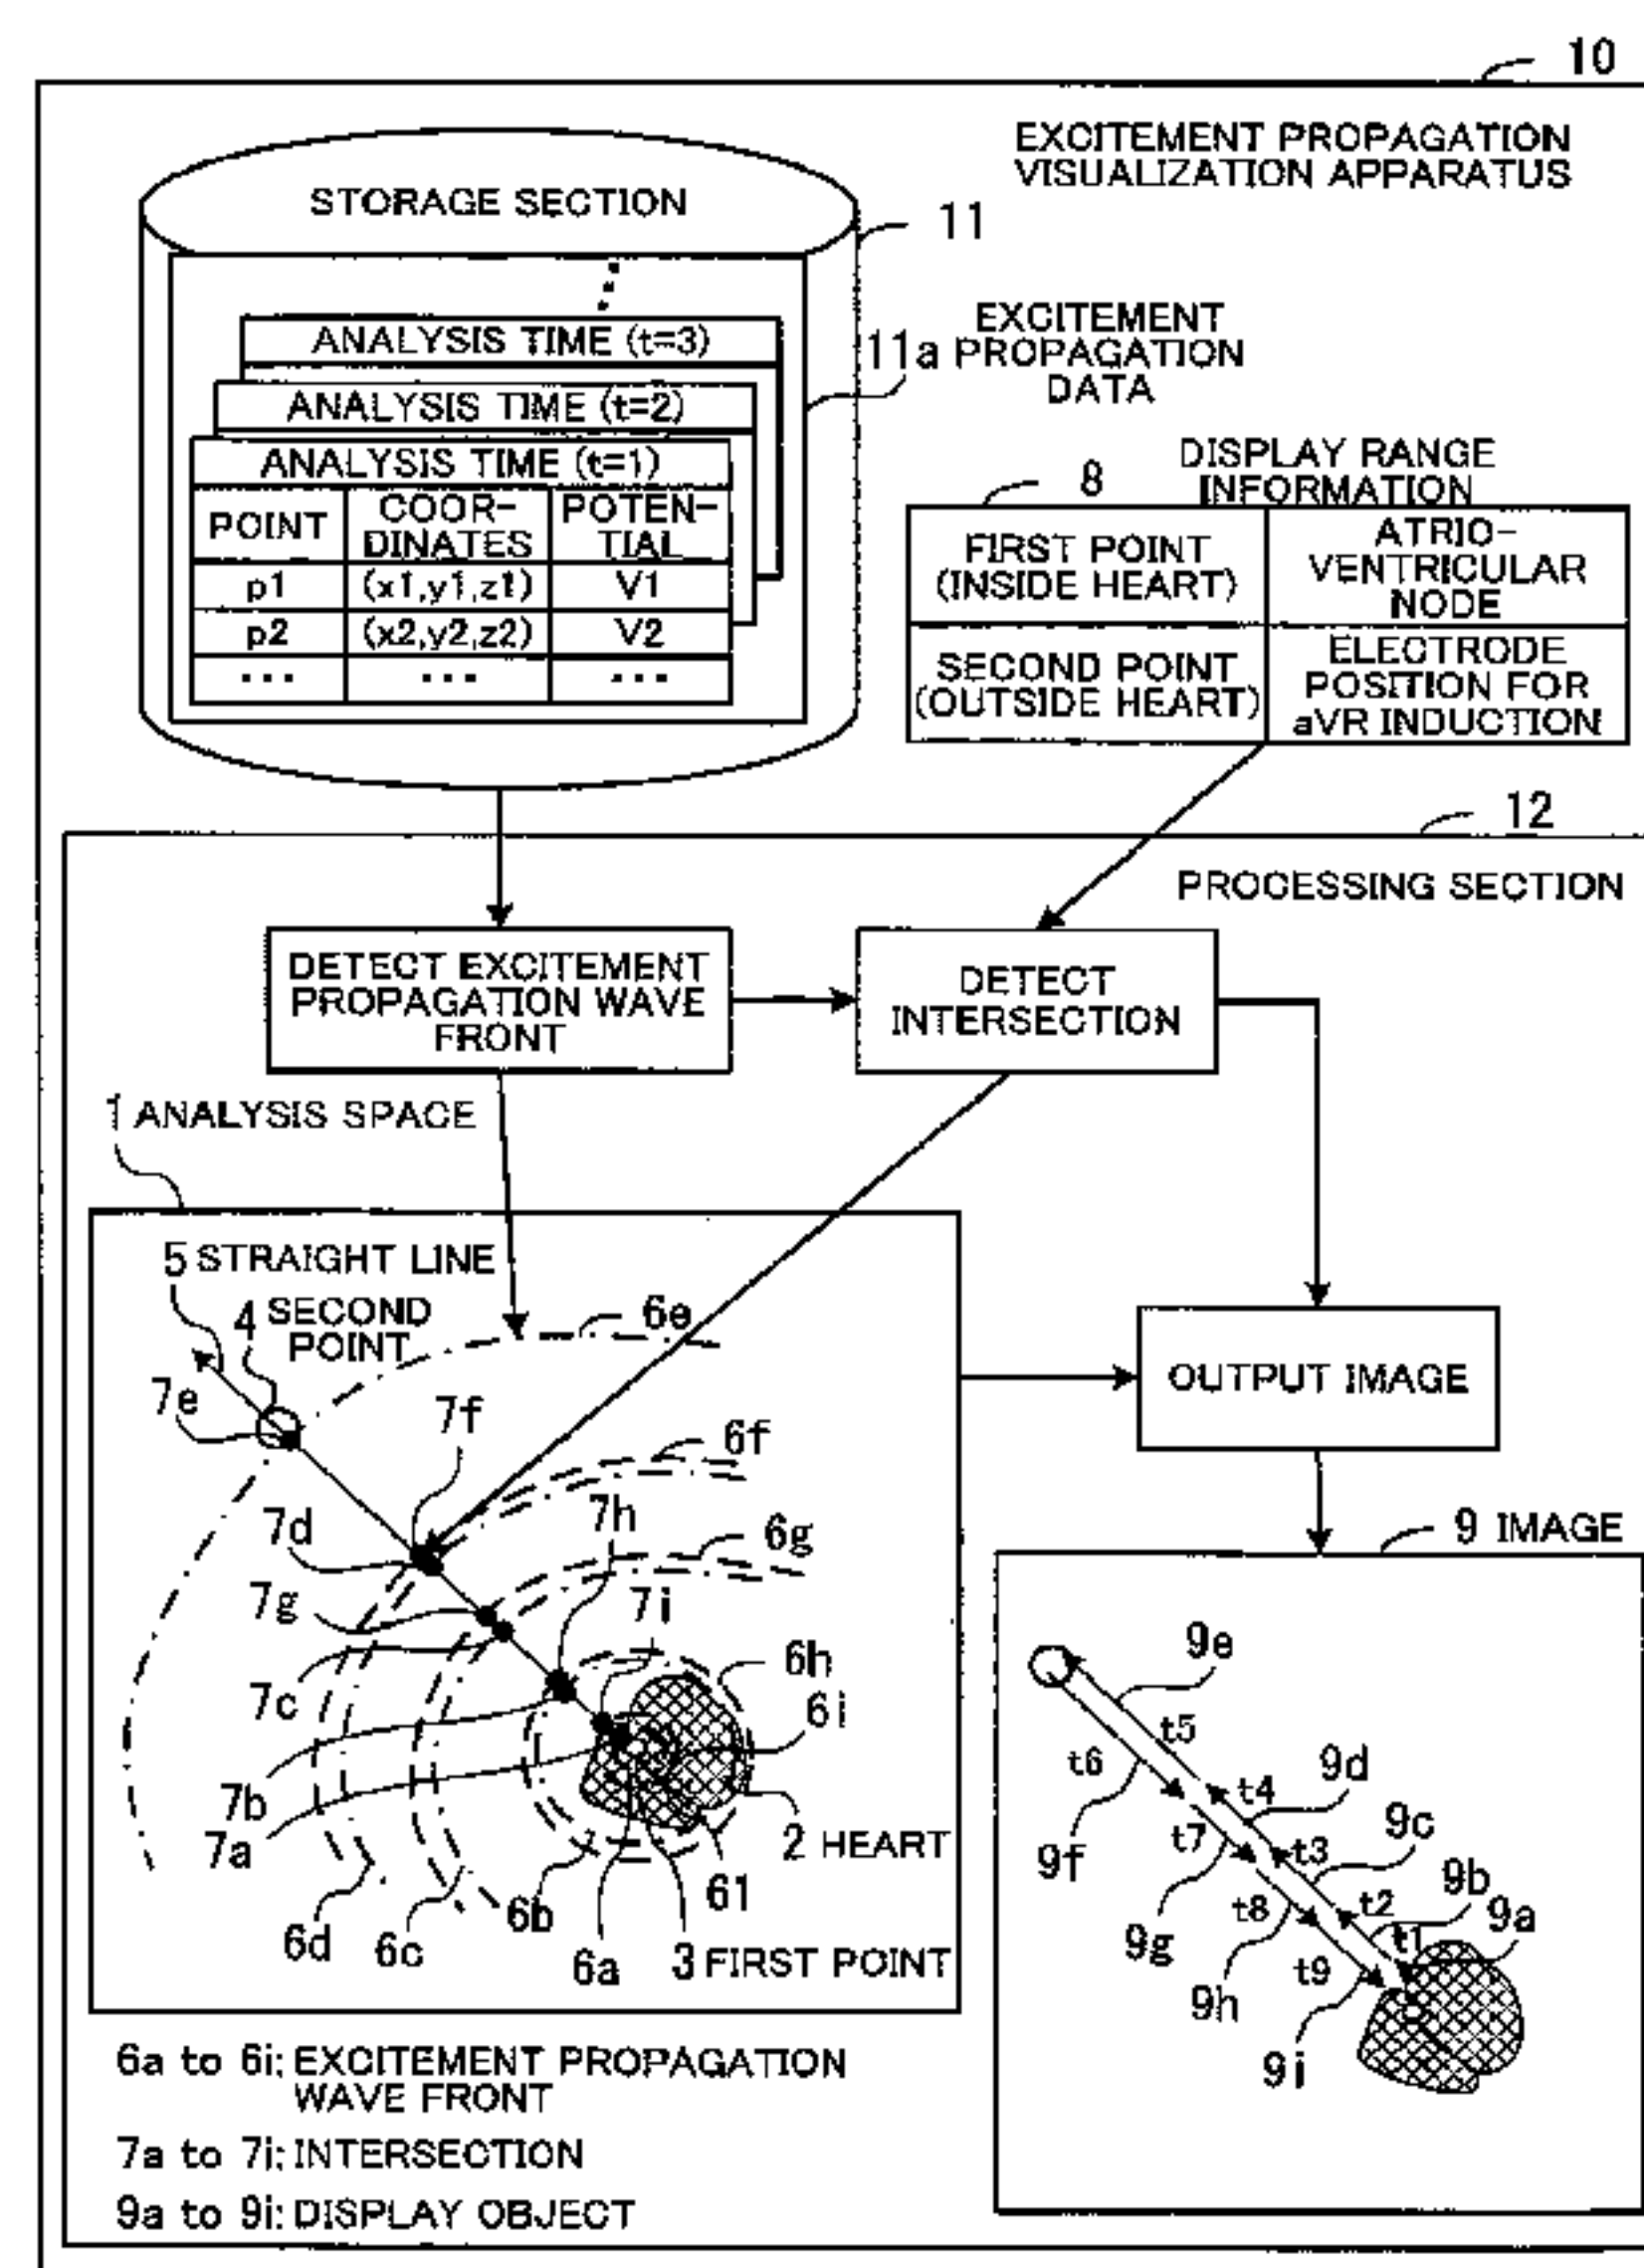 10
EXCITEMENT PROPAGATION
VISUALIZATION APPARATUS
STORAGE SECTION
11
ANALYSIS TIME (t=3)
ANALYSIS TIME (t=2)
ANALYSIS TIME (t=1)
POINT
COOR-
DINATES
POTEN-
TIAL
p1
(x1,y1,z1)
V1
p2
(x2,y2,z2)
V2
...
...
...
11a
EXCITEMENT
PROPAGATION
DATA
DISPLAY RANGE
INFORMATION
8
FIRST POINT
(INSIDE HEART)
ATRIO-
VENTRICULAR
NODE
SECOND POINT
(OUTSIDE HEART)
ELECTRODE
POSITION FOR
aVR INDUCTION
12
PROCESSING SECTION
DETECT EXCITEMENT
PROPAGATION WAVE
FRONT
DETECT
INTERSECTION
1 ANALYSIS SPACE
5 STRAIGHT LINE
4 SECOND
POINT
6e
7e
7f
6f
7d
7h
6g
7g
7i
7c
6h
6i
7b
7a
2 HEART
61
6d
6c
6b
6a
3 FIRST POINT
OUTPUT IMAGE
9 IMAGE
9e
t5
t6
9d
t4
9f
t7
9c
t3
9b
t2
9a
t8
t1
9g
t9
9h
9i
6a to 6i: EXCITEMENT PROPAGATION
WAVE FRONT
7a to 7i: INTERSECTION
9a to 9i: DISPLAY OBJECT